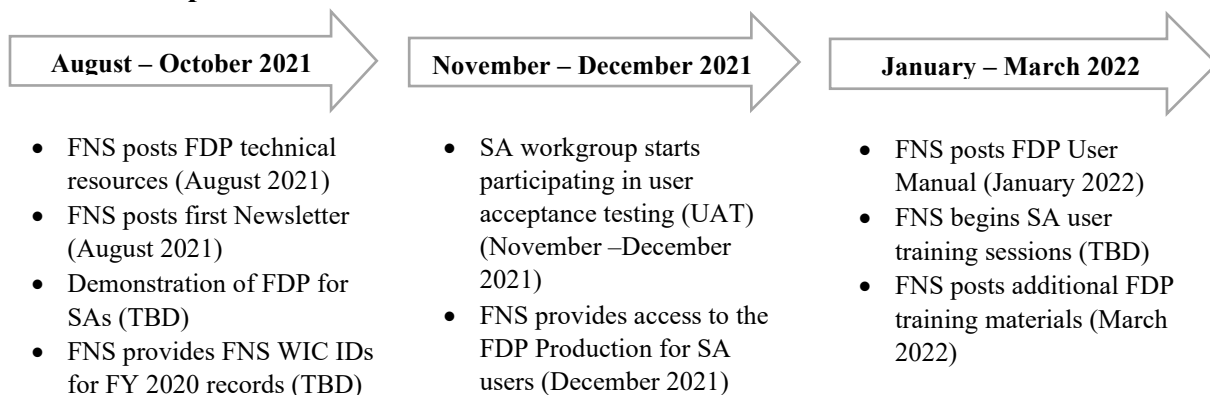 August – October 2021
November – December 2021
January – March 2022
• FNS posts FDP technical
resources (August 2021)
• FNS posts first Newsletter
(August 2021)
• Demonstration of FDP for
SAs (TBD)
• FNS provides FNS WIC IDs
for FY 2020 records (TBD)
• SA workgroup starts
participating in user
acceptance testing (UAT)
(November –December
2021)
• FNS provides access to the
FDP Production for SA
users (December 2021)
• FNS posts FDP User
Manual (January 2022)
• FNS begins SA user
training sessions (TBD)
• FNS posts additional FDP
training materials (March
2022)